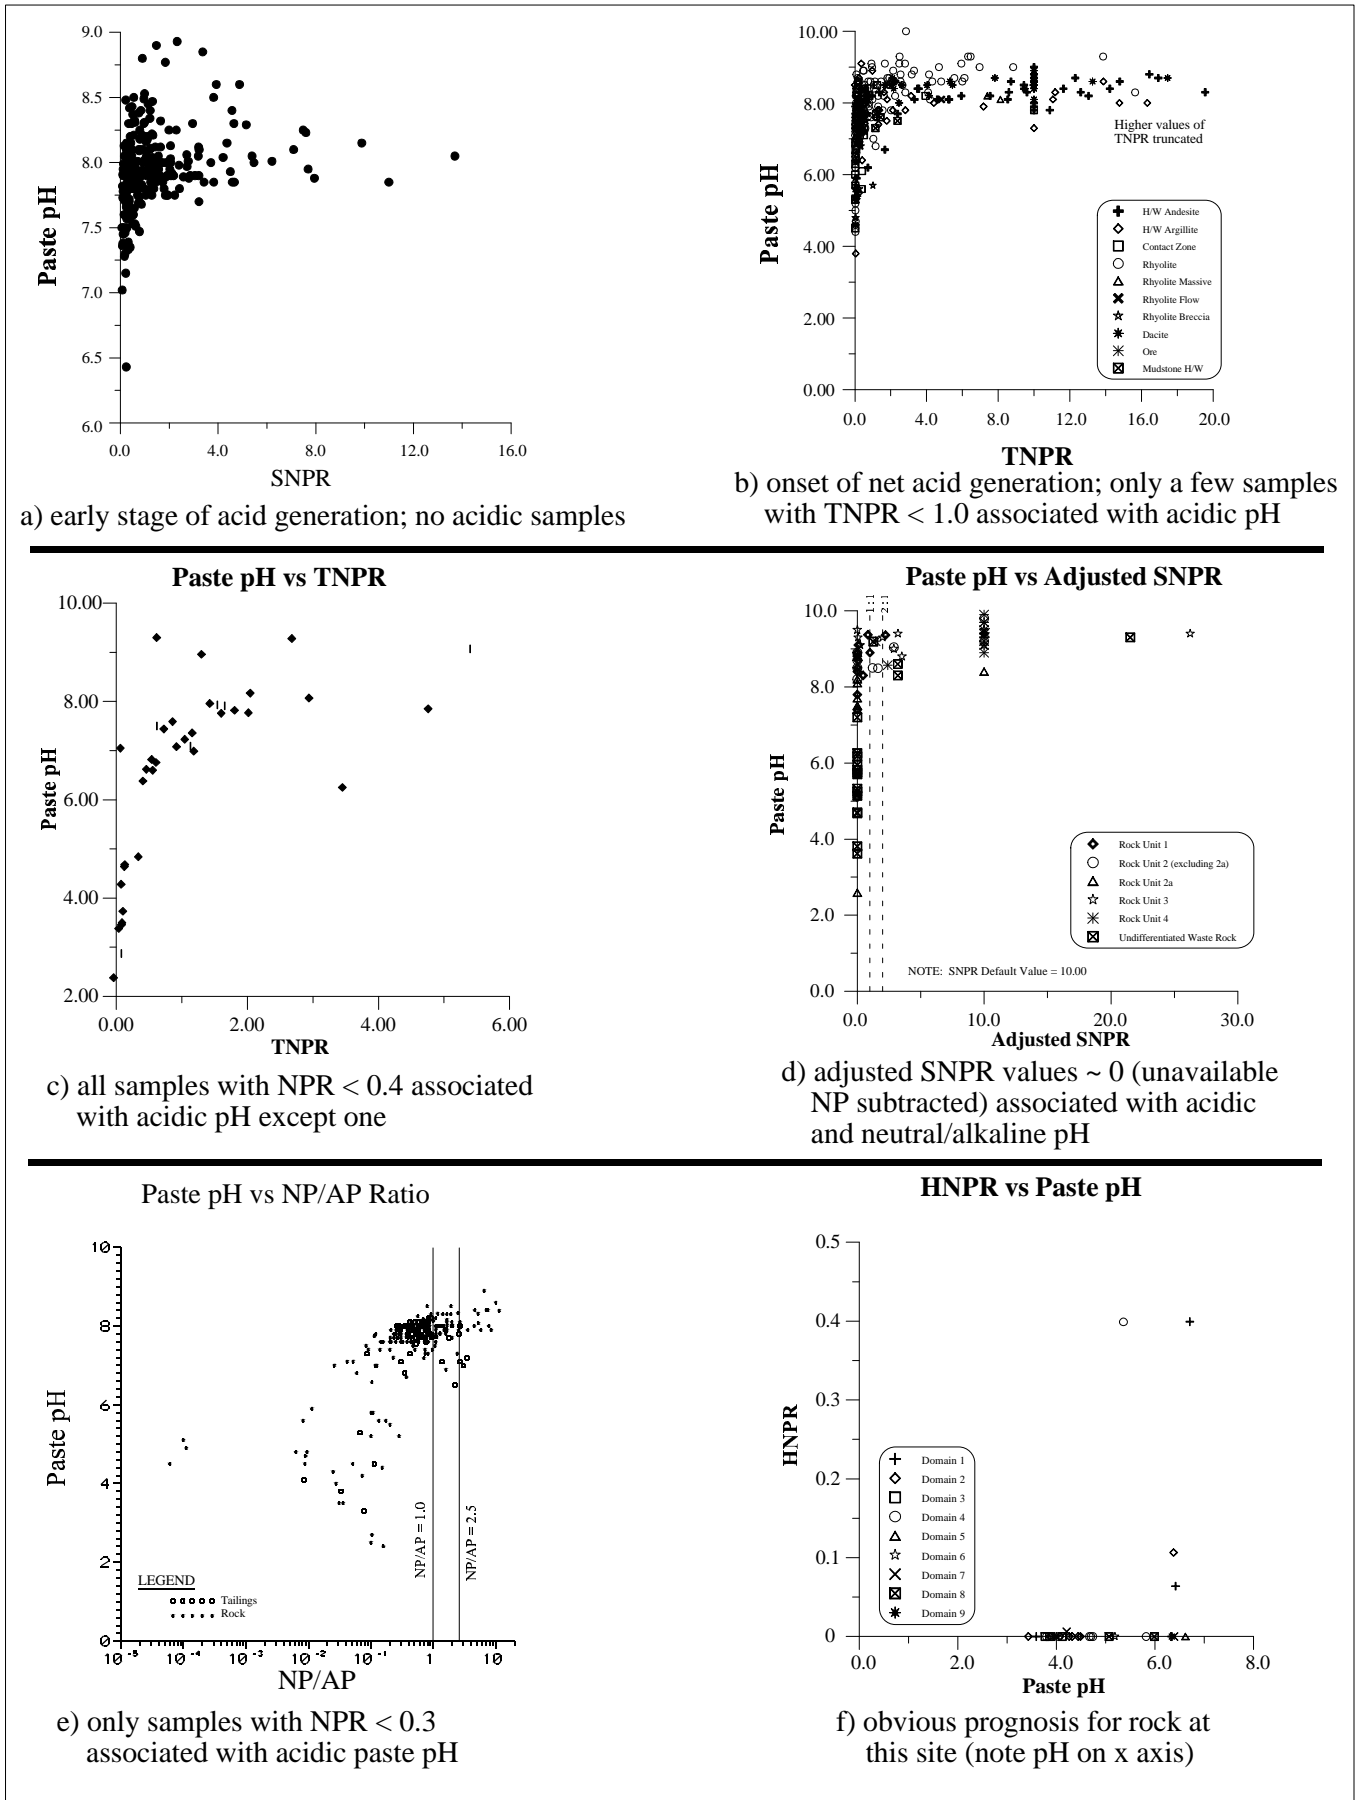 9.0
8.5
8.0
7.5
7.0
6.5
6.0
Paste pH
0.0 4.0 8.0 12.0 16.0
SNPR
a) early stage of acid generation; no acidic samples
10.00
8.00
6.00
4.00
2.00
0.00
Paste pH
Higher values of
TNPR truncated
H/W Andesite
H/W Argillite
Contact Zone
Rhyolite
Rhyolite Massive
Rhyolite Flow
Rhyolite Breccia
Dacite
Ore
Mudstone H/W
0.0 4.0 8.0 12.0 16.0 20.0
TNPR
b) onset of net acid generation; only a few samples
with TNPR < 1.0 associated with acidic pH
Paste pH vs TNPR
10.00
8.00
6.00
4.00
2.00
Paste pH
0.00 2.00 4.00 6.00
TNPR
c) all samples with NPR < 0.4 associated
with acidic pH except one
Paste pH vs Adjusted SNPR
1:1
2:1
10.0
8.0
6.0
4.0
2.0
0.0
Paste pH
Rock Unit 1
Rock Unit 2 (excluding 2a)
Rock Unit 2a
Rock Unit 3
Rock Unit 4
Undifferentiated Waste Rock
NOTE: SNPR Default Value = 10.00
0.0 10.0 20.0 30.0
Adjusted SNPR
d) adjusted SNPR values ~ 0 (unavailable
NP subtracted) associated with acidic
and neutral/alkaline pH
Paste pH vs NP/AP Ratio
10
8
6
4
2
0
Paste pH
NP/AP = 1.0
NP/AP = 2.5
LEGEND
Tailings
Rock
10-5 10-4 10-3 10-2 10-1 1 10
NP/AP
e) only samples with NPR < 0.3
associated with acidic paste pH
HNPR vs Paste pH
0.5
0.4
0.3
0.2
0.1
0
HNPR
Domain 1
Domain 2
Domain 3
Domain 4
Domain 5
Domain 6
Domain 7
Domain 8
Domain 9
0.0 2.0 4.0 6.0 8.0
Paste pH
f) obvious prognosis for rock at
this site (note pH on x axis)